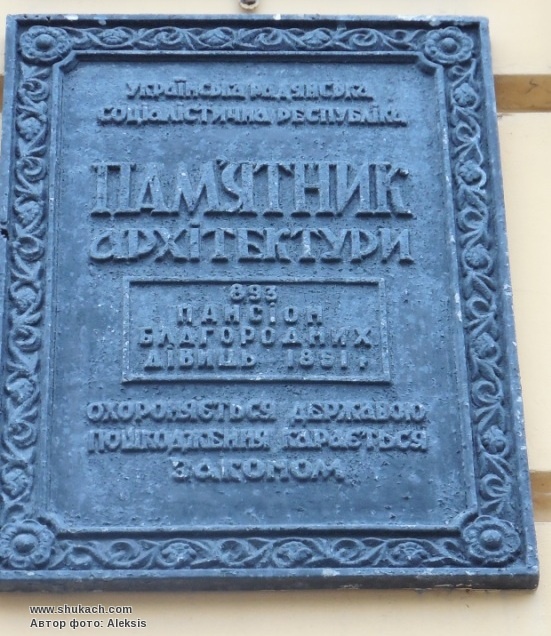 Українська Радянська
Соціалістична Республіка
ПАМ'ЯТНИК
АРХІТЕКТУРИ
893
ПАНСІОН
БЛАГОРОДНИХ
ДІВИЦЬ 1851 р
ОХОРОНЯЄТЬСЯ ДЕРЖАВОЮ
ПОШКОДЖЕННЯ КАРАЄТЬСЯ
ЗАКОНОМ
www.shukach.com
Автор фото: Aleksis